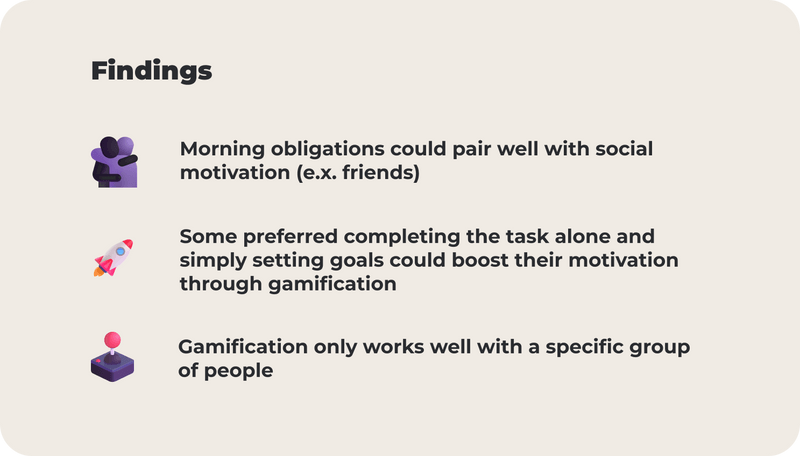 Findings
Morning obligations could pair well with social
motivation (e.x. friends)
Some preferred completing the task alone and
simply setting goals could boost their motivation
through gamification
Gamification only works well with a specific group
of people